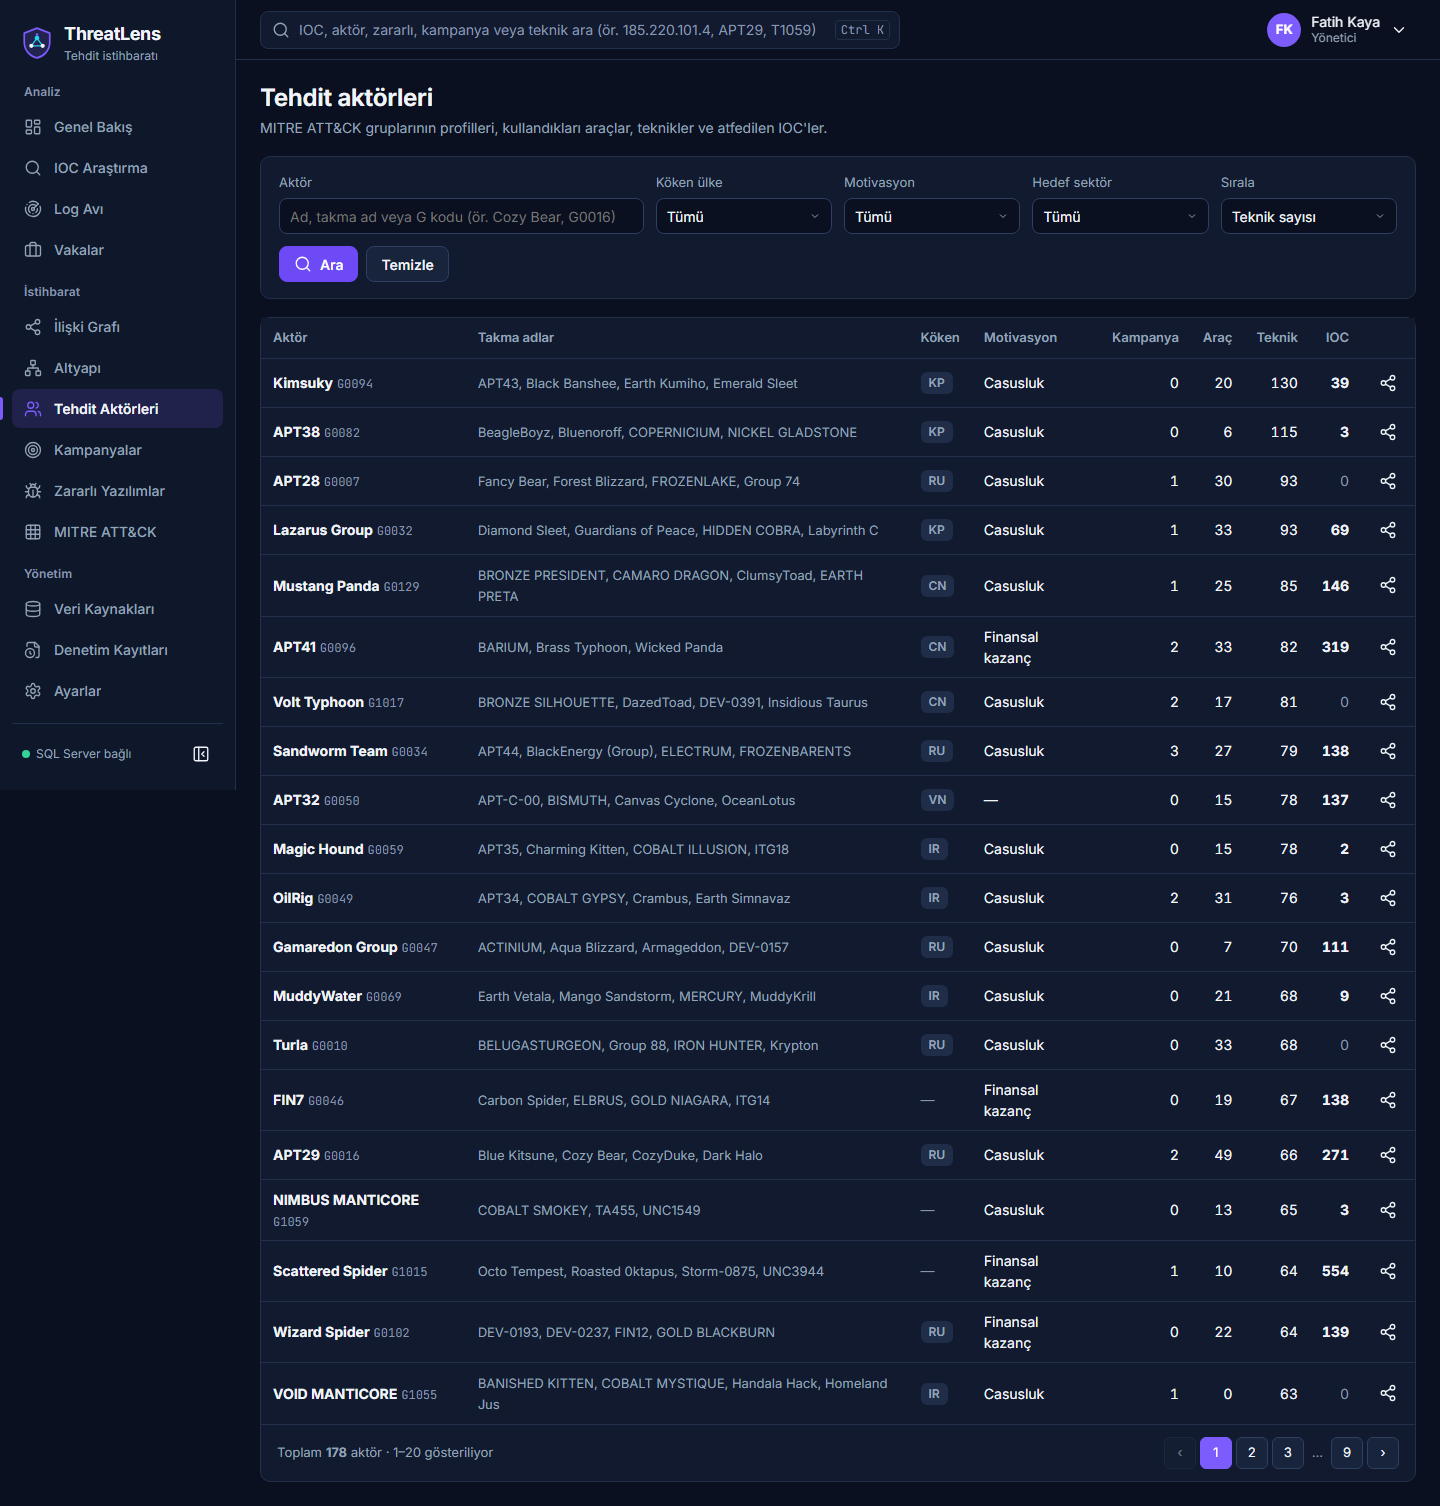 ThreatLens
Tehdit istihbaratı
Analiz
Genel Bakış
IOC Araştırma
Log Avı
Vakalar
İstihbarat
İlişki Grafı
Altyapı
Tehdit Aktörleri
Kampanyalar
Zararlı Yazılımlar
MITRE ATT&CK
Yönetim
Veri Kaynakları
Denetim Kayıtları
Ayarlar
SQL Server bağlı
IOC, aktör, zararlı, kampanya veya teknik ara (ör. 185.220.101.4, APT29, T1059) Ctrl K
FK Fatih Kaya
Yönetici
Tehdit aktörleri
MITRE ATT&CK gruplarının profilleri, kullandıkları araçlar, teknikler ve atfedilen IOC'ler.
Aktör Köken ülke Motivasyon Hedef sektör Sırala
Ad, takma ad veya G kodu (ör. Cozy Bear, G0016) Tümü Tümü Tümü Teknik sayısı
Ara Temizle
Aktör Takma adlar Köken Motivasyon Kampanya Araç Teknik IOC
Kimsuky G0094 APT43, Black Banshee, Earth Kumiho, Emerald Sleet KP Casusluk 0 20 130 39
APT38 G0082 BeagleBoyz, Bluenoroff, COPERNICIUM, NICKEL GLADSTONE KP Casusluk 0 6 115 3
APT28 G0007 Fancy Bear, Forest Blizzard, FROZENLAKE, Group 74 RU Casusluk 1 30 93 0
Lazarus Group G0032 Diamond Sleet, Guardians of Peace, HIDDEN COBRA, Labyrinth C KP Casusluk 1 33 93 69
Mustang Panda G0129 BRONZE PRESIDENT, CAMARO DRAGON, ClumsyToad, EARTH
PRETA CN Casusluk 1 25 85 146
APT41 G0096 BARIUM, Brass Typhoon, Wicked Panda CN Finansal
kazanç 2 33 82 319
Volt Typhoon G1017 BRONZE SILHOUETTE, DazedToad, DEV-0391, Insidious Taurus CN Casusluk 2 17 81 0
Sandworm Team G0034 APT44, BlackEnergy (Group), ELECTRUM, FROZENBARENTS RU Casusluk 3 27 79 138
APT32 G0050 APT-C-00, BISMUTH, Canvas Cyclone, OceanLotus VN — 0 15 78 137
Magic Hound G0059 APT35, Charming Kitten, COBALT ILLUSION, ITG18 IR Casusluk 0 15 78 2
OilRig G0049 APT34, COBALT GYPSY, Crambus, Earth Simnavaz IR Casusluk 2 31 76 3
Gamaredon Group G0047 ACTINIUM, Aqua Blizzard, Armageddon, DEV-0157 RU Casusluk 0 7 70 111
MuddyWater G0069 Earth Vetala, Mango Sandstorm, MERCURY, MuddyKrill IR Casusluk 0 21 68 9
Turla G0010 BELUGASTURGEON, Group 88, IRON HUNTER, Krypton RU Casusluk 0 33 68 0
FIN7 G0046 Carbon Spider, ELBRUS, GOLD NIAGARA, ITG14 — Finansal
kazanç 0 19 67 138
APT29 G0016 Blue Kitsune, Cozy Bear, CozyDuke, Dark Halo RU Casusluk 2 49 66 271
NIMBUS MANTICORE
G1059 COBALT SMOKEY, TA455, UNC1549 — Casusluk 0 13 65 3
Scattered Spider G1015 Octo Tempest, Roasted 0ktapus, Storm-0875, UNC3944 — Finansal
kazanç 1 10 64 554
Wizard Spider G0102 DEV-0193, DEV-0237, FIN12, GOLD BLACKBURN RU Finansal
kazanç 0 22 64 139
VOID MANTICORE G1055 BANISHED KITTEN, COBALT MYSTIQUE, Handala Hack, Homeland
Jus IR Casusluk 1 0 63 0
Toplam 178 aktör · 1–20 gösteriliyor ‹ 1 2 3 … 9 ›